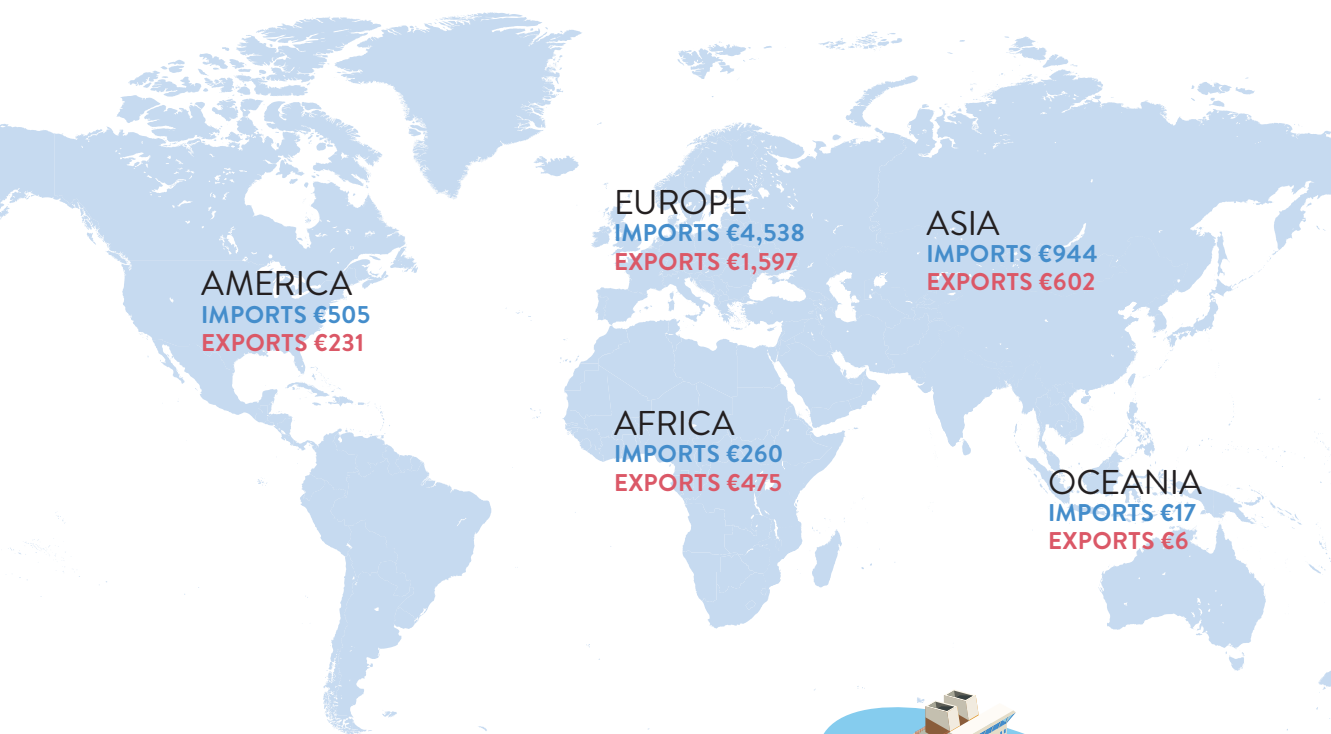 EUROPE
IMPORTS €4,538
EXPORTS €1,597
ASIA
IMPORTS €944
EXPORTS €602
AMERICA
IMPORTS €505
EXPORTS €231
AFRICA
IMPORTS €260
EXPORTS €475
OCEANIA
IMPORTS €17
EXPORTS €6